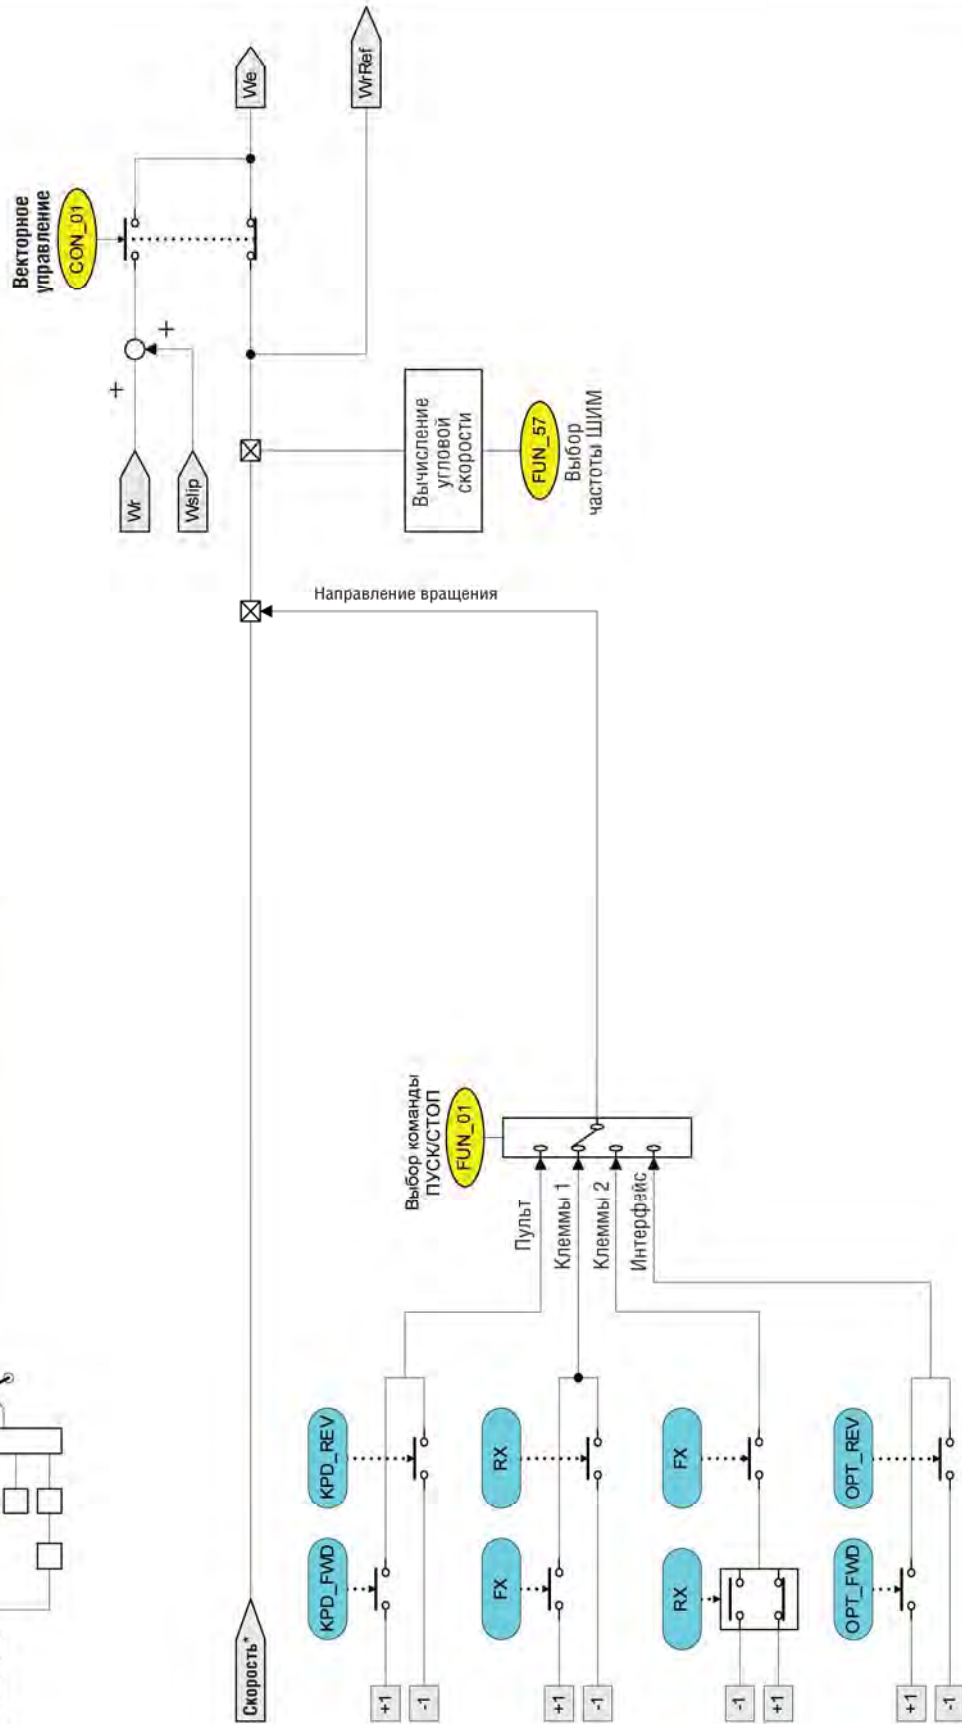 Скорость*
+1
-1
KPD_FWD
KPD_REV
+1
-1
FX
RX
-1
+1
RX
FX
+1
-1
OPT_FWD
OPT_REV
Пульт
Клеммы 1
Клеммы 2
Интерфейс
Выбор команды
ПУСК/СТОП
FUN_01
Направление вращения
Вычисление
угловой
скорости
FUN_57
Выбор
частоты ШИМ
Wr
Wslip
+
+
Векторное
управление
CON_01
We
WrRef